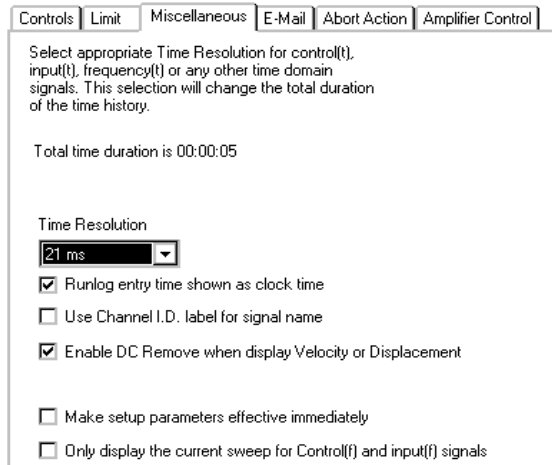 Controls Limit Miscellaneous E-Mail Abort Action Amplifier Control
Select appropriate Time Resolution for control(t),
input(t), frequency(t) or any other time domain
signals. This selection will change the total duration
of the time history.
Total time duration is 00:00:05
Time Resolution
21 ms
Runlog entry time shown as clock time
Use Channel I.D. label for signal name
Enable DC Remove when display Velocity or Displacement
Make setup parameters effective immediately
Only display the current sweep for Control(f) and input(f) signals